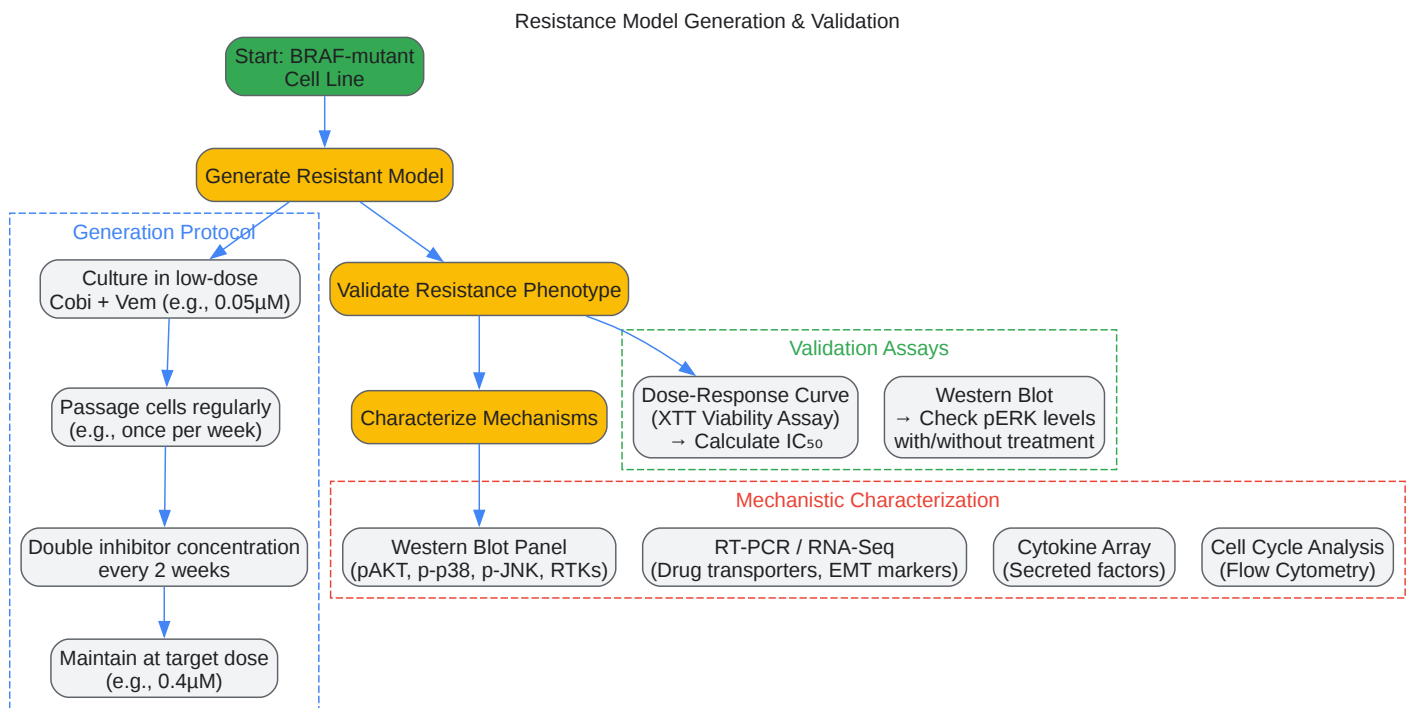 Resistance Model Generation & Validation
Start: BRAF-mutant
Cell Line
Generate Resistant Model
Generation Protocol
Culture in low-dose
Cobi + Vem (e.g., 0.05µM)
Passage cells regularly
(e.g., once per week)
Double inhibitor concentration
every 2 weeks
Maintain at target dose
(e.g., 0.4µM)
Validate Resistance Phenotype
Validation Assays
Dose-Response Curve
(XTT Viability Assay)
→ Calculate IC₅₀
Western Blot
→ Check pERK levels
with/without treatment
Characterize Mechanisms
Mechanistic Characterization
Western Blot Panel
(pAKT, p-p38, p-JNK, RTKs)
RT-PCR / RNA-Seq
(Drug transporters, EMT markers)
Cytokine Array
(Secreted factors)
Cell Cycle Analysis
(Flow Cytometry)